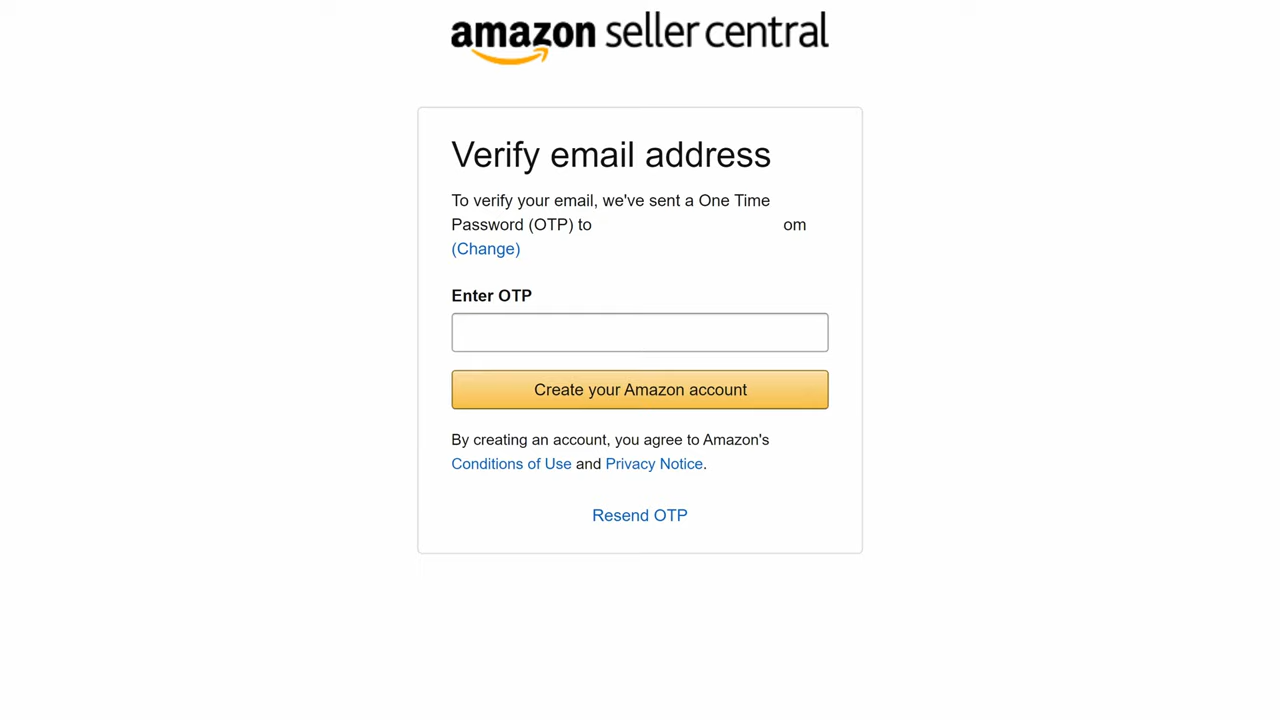 amazon seller central
Verify email address
To verify your email, we've sent a One Time
Password (OTP) to om
(Change)
Enter OTP
Create your Amazon account
By creating an account, you agree to Amazon's
Conditions of Use and Privacy Notice.
Resend OTP